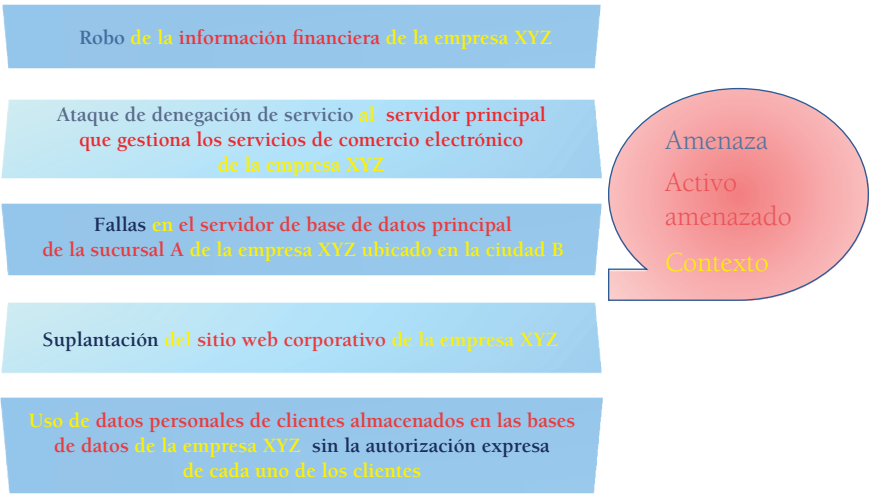 Robo de la información financiera de la empresa XYZ
Ataque de denegación de servicio al servidor principal
que gestiona los servicios de comercio electrónico
de la empresa XYZ
Fallas en el servidor de base de datos principal
de la sucursal A de la empresa XYZ ubicado en la ciudad B
Suplantación del sitio web corporativo de la empresa XYZ
Uso de datos personales de clientes almacenados en las bases
de datos de la empresa XYZ sin la autorización expresa
de cada uno de los clientes
Amenaza
Activo
amenazado
Contexto